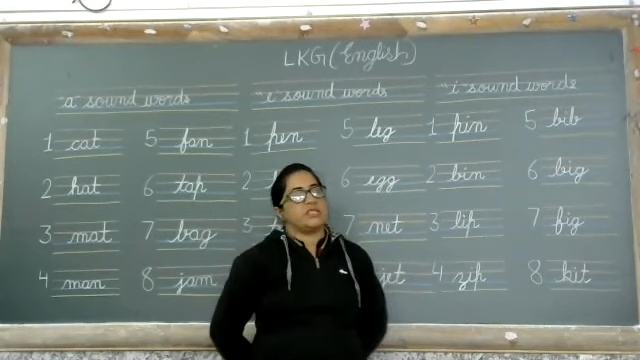 LKG (English)
"a" sound words "e" sound words "i" sound words
1 cat 5 fan 1 pen 5 leg 1 pin 5 bib
2 hat 6 tap 2 6 egg 2 bin 6 big
3 mat 7 bag 3 7 net 3 lip 7 fig
4 man 8 jam jet 4 zip 8 kit